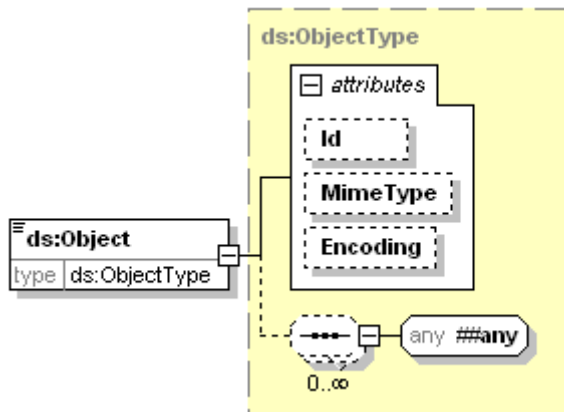 ds:ObjectType
attributes
Id
MimeType
Encoding
ds:Object
type ds:ObjectType
any ##any
0..∞